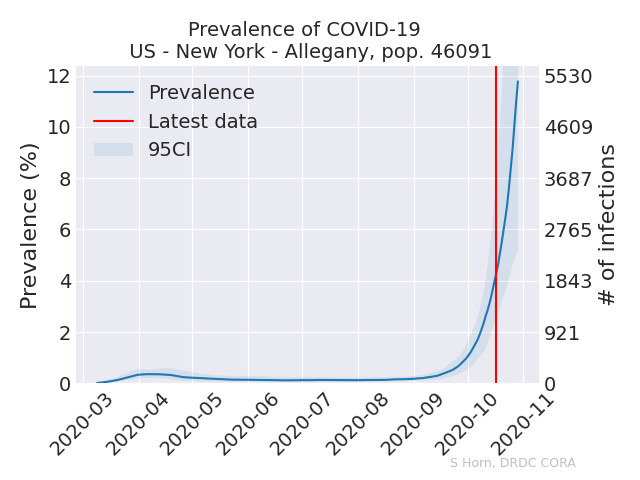 Prevalence of COVID-19
US - New York - Allegany, pop. 46091
Prevalence
Latest data
95CI
Prevalence (%)
12
10
8
6
4
2
0
5530
4609
3687
2765
1843
921
0
# of infections
2020-03
2020-04
2020-05
2020-06
2020-07
2020-08
2020-09
2020-10
2020-11
S Horn, DRDC CORA